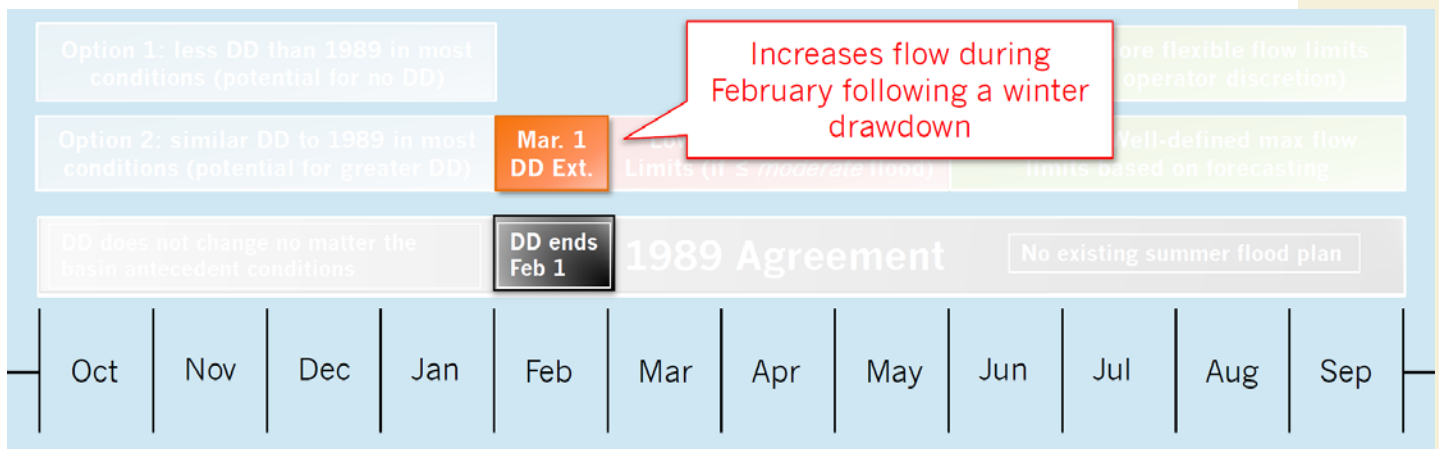 Option 1: less DD than 1989 in most
conditions (potential for no DD)
Increases flow during
February following a winter
drawdown
ore flexible flow limits
operator discretion)
Option 2: similar DD to 1989 in most
conditions (potential for greater DD)
Mar. 1
DD Ext.
Limits (if ≤ moderate flood)
Well-defined max flow
limits based on forecasting
DD does not change no matter the
basin antecedent conditions
DD ends
Feb 1
1989 Agreement
No existing summer flood plan
Oct
Nov
Dec
Jan
Feb
Mar
Apr
May
Jun
Jul
Aug
Sep